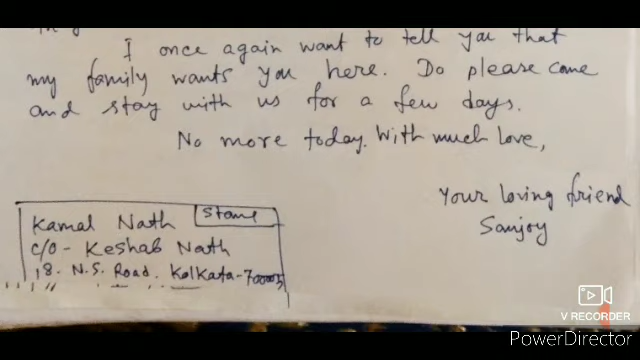 I once again want to tell you that
my family wants you here. Do please come
and stay with us for a few days.
No more today. With much love,
Your loving friend
Sanjoy
Stamp
Kamal Nath
C/O- Keshab Nath
18. N.S. Road. Kolkata-
V RECORDER
PowerDirector